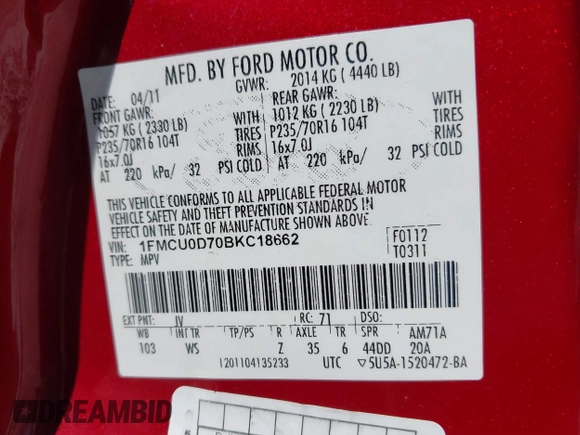 MFD. BY FORD MOTOR CO.
DATE: 04/11 GVWR: 2014 KG ( 4440 LB)
FRONT GAWR: REAR GAWR:
1057 KG ( 2330 LB) 1012 KG ( 2230 LB) WITH
P235/70R16 104T TIRES P235/70R16 104T TIRES
16x7.0J RIMS 16x7.0J RIMS
AT 220 kPa/ 32 PSI COLD AT 220 kPa/ 32 PSI COLD
THIS VEHICLE CONFORMS TO ALL APPLICABLE FEDERAL MOTOR
VEHICLE SAFETY AND THEFT PREVENTION STANDARDS IN
EFFECT ON THE DATE OF MANUFACTURE SHOWN ABOVE.
VIN: 1FMCU0D70BKC18662 F0112
TYPE: MPV T0311
EXT PNT: JV RC: 71 DSO:
WB INT TR TP/PS R AXLE TR SPR AM71A
103 WS Z 35 6 44DD 20A
I201104135233 UTC ▽5U5A-1520472-BA
DREAMBID